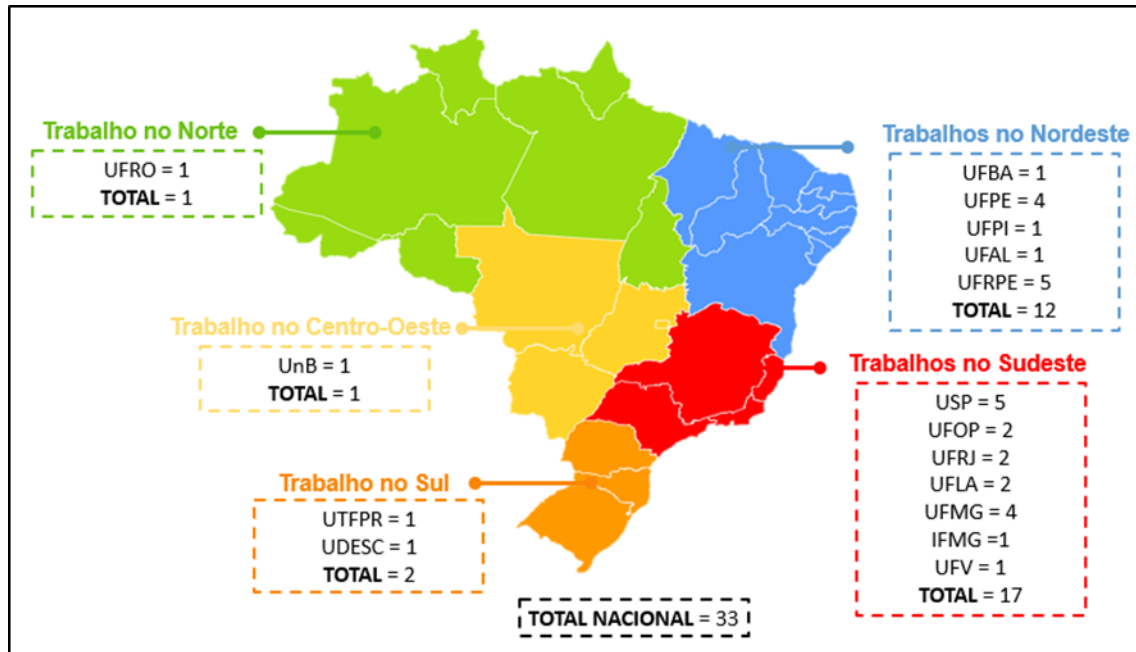 Trabalho no Norte
UFRO = 1
TOTAL = 1
Trabalhos no Nordeste
UFBA = 1
UFPE = 4
UFPI = 1
UFAL = 1
UFRPE = 5
TOTAL = 12
Trabalho no Centro-Oeste
UnB = 1
TOTAL = 1
Trabalhos no Sudeste
USP = 5
UFOP = 2
UFRJ = 2
UFLA = 2
UFMG = 4
IFMG =1
UFV = 1
TOTAL = 17
Trabalho no Sul
UTFPR = 1
UDESC = 1
TOTAL = 2
TOTAL NACIONAL = 33